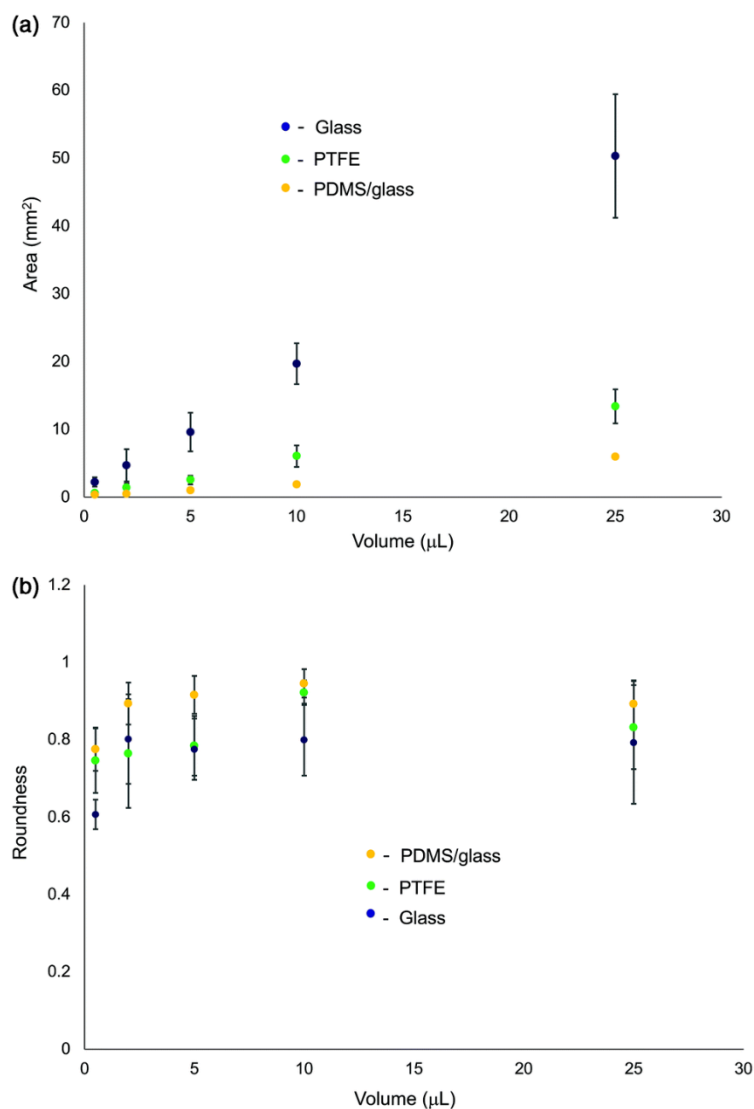 (a)
70
60
50
40
30
20
10
0
Area (mm²)
- Glass
- PTFE
- PDMS/glass
0 5 10 15 20 25 30
Volume (μL)
(b)
1.2
1
0.8
0.6
0.4
0.2
0
Roundness
- PDMS/glass
- PTFE
- Glass
0 5 10 15 20 25 30
Volume (μL)